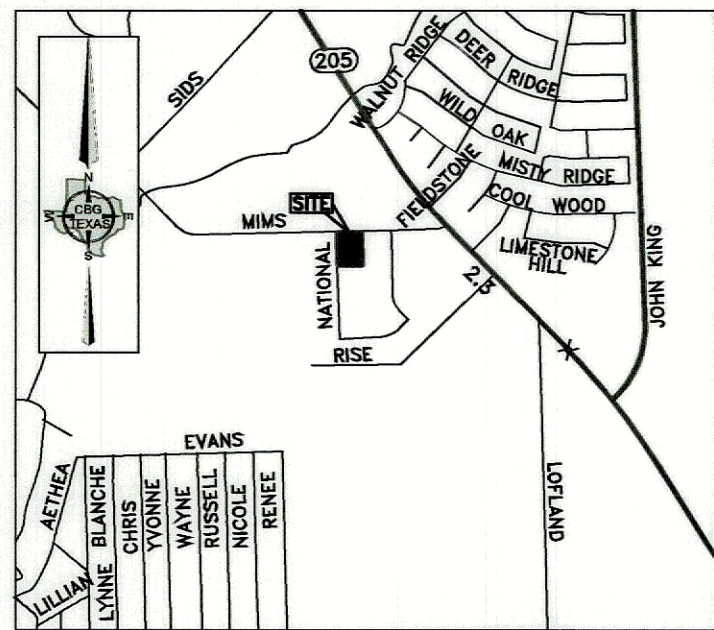 205
WALNUT RIDGE
DEER RIDGE
SIDS
WILD OAK
N
W
CBG
TEXAS
E
S
SITE
MIMS
FIELDSTONE
MISTY RIDGE
COOL WOOD
LIMESTONE
HILL
NATIONAL
2.3
JOHN KING
RISE
EVANS
AETHEA
LYNNE BLANCHE
CHRIS
YVONNE
WAYNE
RUSSELL
NICOLE
RENEE
LOFLAND
LILLIAN